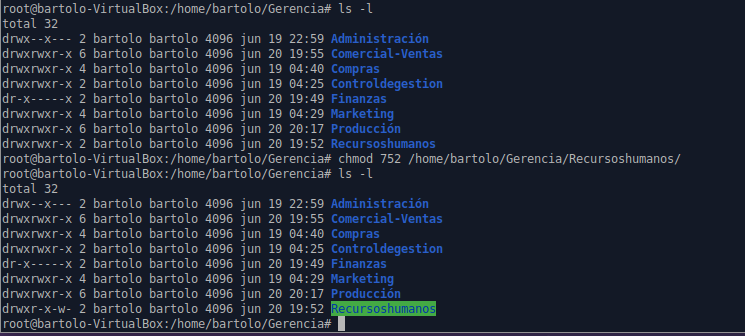 root@bartolo-VirtualBox:/home/bartolo/Gerencia# ls -l
total 32
drwx--x--- 2 bartolo bartolo 4096 jun 19 22:59 Administración
drwxrwxr-x 6 bartolo bartolo 4096 jun 20 19:55 Comercial-Ventas
drwxrwxr-x 4 bartolo bartolo 4096 jun 19 04:40 Compras
drwxrwxr-x 2 bartolo bartolo 4096 jun 19 04:25 Controldegestion
dr-x-----x 2 bartolo bartolo 4096 jun 20 19:49 Finanzas
drwxrwxr-x 4 bartolo bartolo 4096 jun 19 04:29 Marketing
drwxrwxr-x 6 bartolo bartolo 4096 jun 20 20:17 Producción
drwxrwxr-x 2 bartolo bartolo 4096 jun 20 19:52 Recursoshumanos
root@bartolo-VirtualBox:/home/bartolo/Gerencia# chmod 752 /home/bartolo/Gerencia/Recursoshumanos/
root@bartolo-VirtualBox:/home/bartolo/Gerencia# ls -l
total 32
drwx--x--- 2 bartolo bartolo 4096 jun 19 22:59 Administración
drwxrwxr-x 6 bartolo bartolo 4096 jun 20 19:55 Comercial-Ventas
drwxrwxr-x 4 bartolo bartolo 4096 jun 19 04:40 Compras
drwxrwxr-x 2 bartolo bartolo 4096 jun 19 04:25 Controldegestion
dr-x-----x 2 bartolo bartolo 4096 jun 20 19:49 Finanzas
drwxrwxr-x 4 bartolo bartolo 4096 jun 19 04:29 Marketing
drwxrwxr-x 6 bartolo bartolo 4096 jun 20 20:17 Producción
drwxr-x-w- 2 bartolo bartolo 4096 jun 20 19:52 Recursoshumanos
root@bartolo-VirtualBox:/home/bartolo/Gerencia#